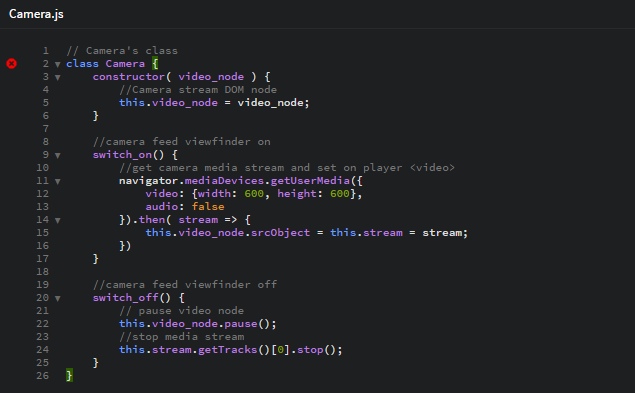 Camera.js
1 // Camera's class
2 class Camera {
3 constructor( video_node ) {
4 //Camera stream DOM node
5 this.video_node = video_node;
6 }
7
8 //camera feed viewfinder on
9 switch_on() {
10 //get camera media stream and set on player <video>
11 navigator.mediaDevices.getUserMedia({
12 video: {width: 600, height: 600},
13 audio: false
14 }).then( stream => {
15 this.video_node.srcObject = this.stream = stream;
16 })
17 }
18
19 //camera feed viewfinder off
20 switch_off() {
21 // pause video node
22 this.video_node.pause();
23 //stop media stream
24 this.stream.getTracks()[0].stop();
25 }
26 }